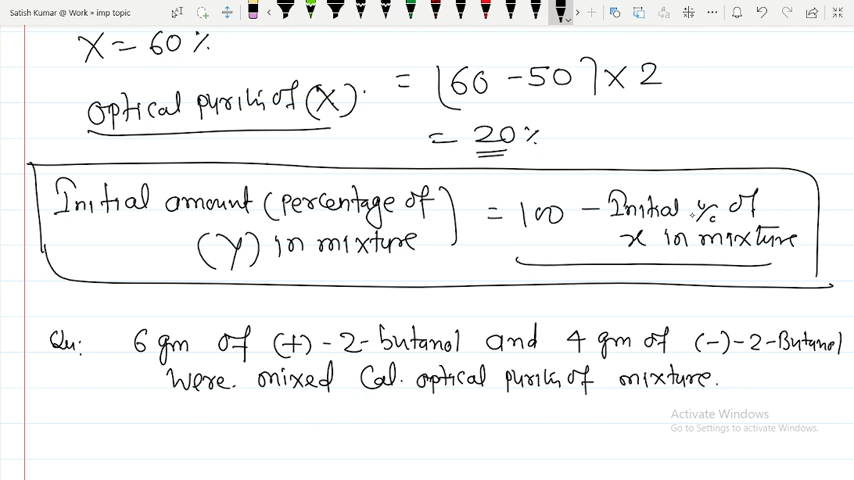 Satish Kumar @ Work » imp topic
X = 60 %
optical purity of (X). = (60 - 50) x 2
= 20 %
Initial amount (percentage of (Y) in mixture) = 100 - Initial % of x in mixture
Qu: 6 gm of (+)-2-butanol and 4 gm of (-)-2-Butanol
were. mixed Cal. optical purity of mixture.
Activate Windows
Go to Settings to activate Windows.